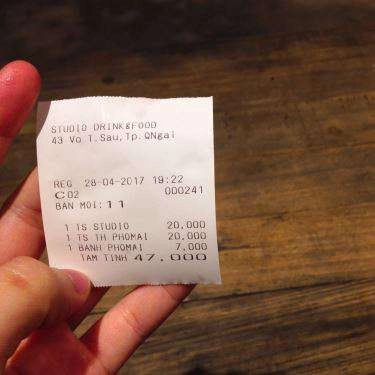 STUDIO DRINK&FOOD
43 Vo T.Sau,Tp.QNgai
REG 28-04-2017 19:22
C02 000241
BAN MOI:11
1 TS STUDIO 20,000
1 TS TH PHOMAI 20,000
1 BANH PHOMAI 7,000
TAM TINH 47,000